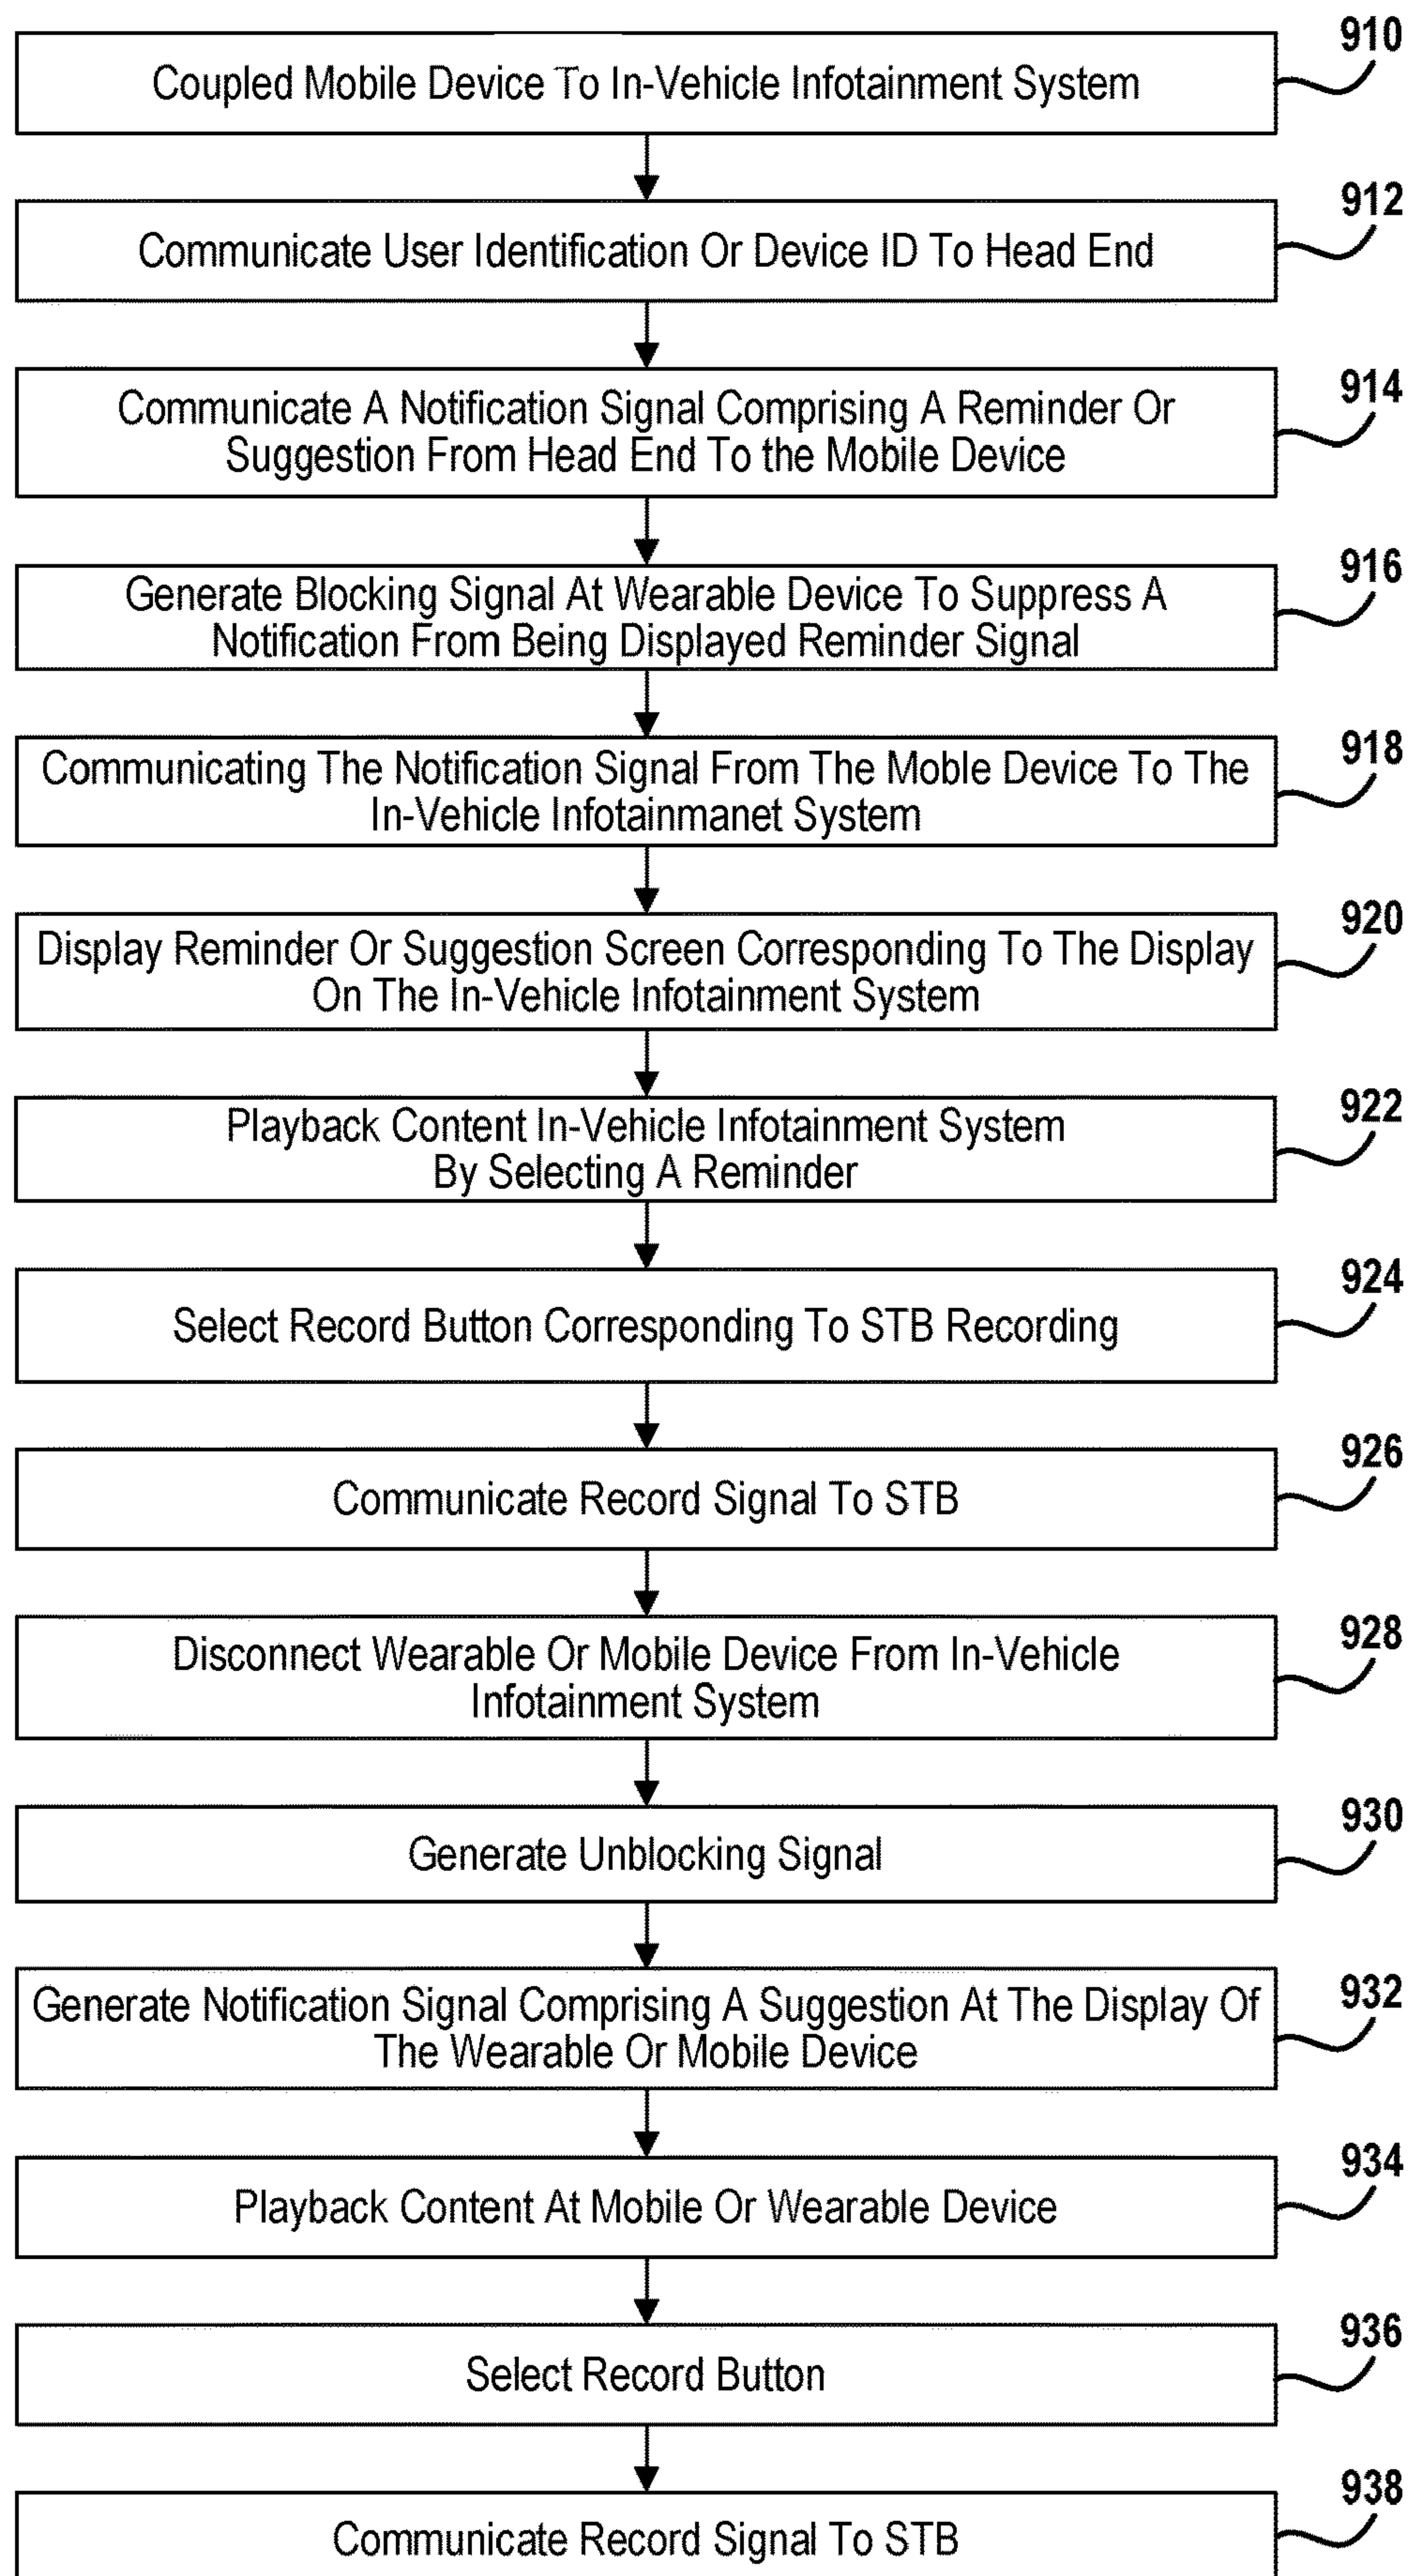 910
Coupled Mobile Device To In-Vehicle Infotainment System
912
Communicate User Identification Or Device ID To Head End
914
Communicate A Notification Signal Comprising A Reminder Or
Suggestion From Head End To the Mobile Device
916
Generate Blocking Signal At Wearable Device To Suppress A
Notification From Being Displayed Reminder Signal
918
Communicating The Notification Signal From The Moble Device To The
In-Vehicle Infotainmanet System
920
Display Reminder Or Suggestion Screen Corresponding To The Display
On The In-Vehicle Infotainment System
922
Playback Content In-Vehicle Infotainment System
By Selecting A Reminder
924
Select Record Button Corresponding To STB Recording
926
Communicate Record Signal To STB
928
Disconnect Wearable Or Mobile Device From In-Vehicle
Infotainment System
930
Generate Unblocking Signal
932
Generate Notification Signal Comprising A Suggestion At The Display Of
The Wearable Or Mobile Device
934
Playback Content At Mobile Or Wearable Device
936
Select Record Button
938
Communicate Record Signal To STB